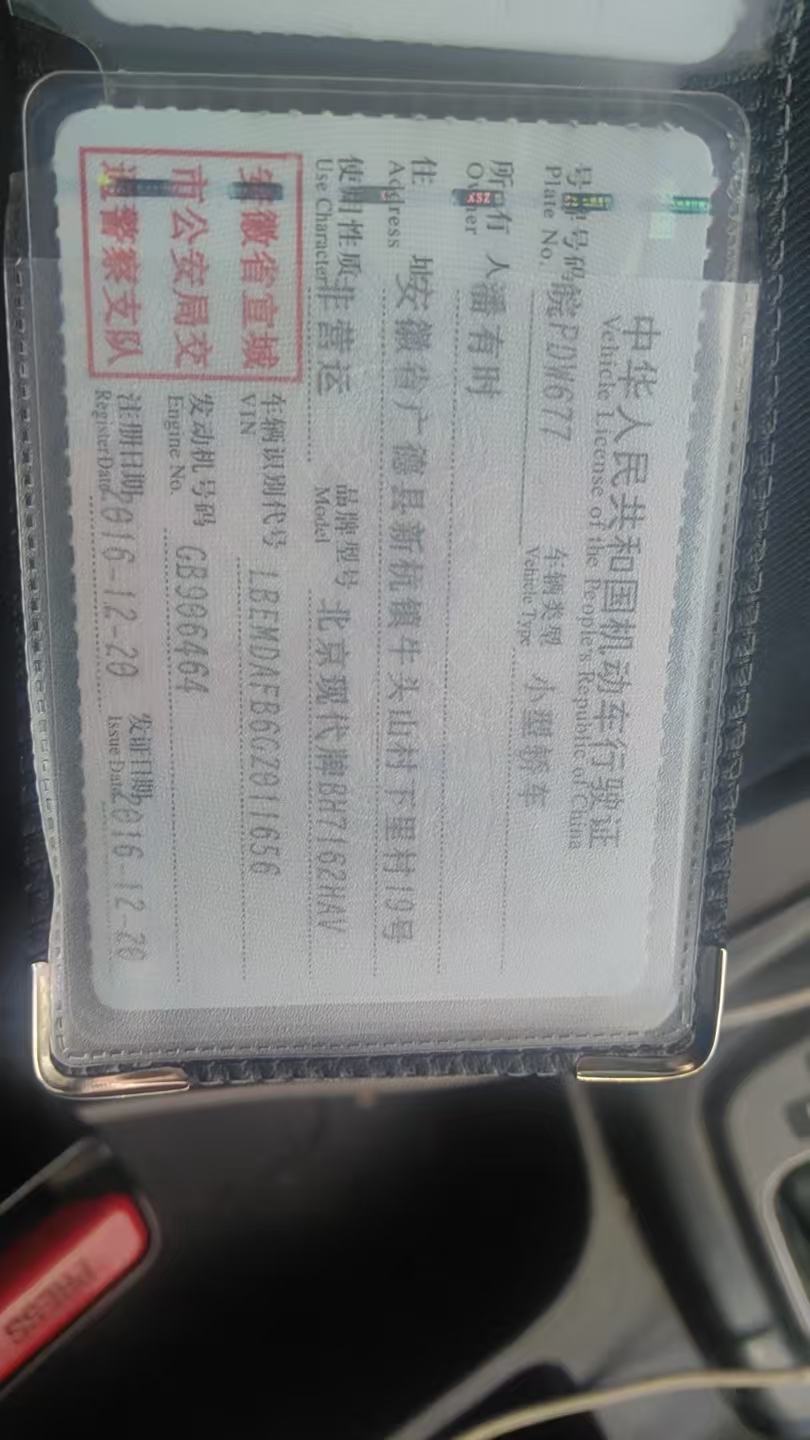 中华人民共和国机动车行驶证
Vehicle License of the People's Republic of China
号牌号码 皖PDW677 车辆类型 小型轿车
Plate No. Vehicle Type
所有人 潘有时
Owner
住址 安徽省广德县新杭镇牛头山村下里村19号
Address
使用性质 非营运 品牌型号 北京现代牌BH7162HAV
Use Character Model
安徽省宣城
市公安局交
通警察支队
车辆识别代号 LBEMDAFB6GZ011656
VIN
发动机号码 GB906464
Engine No.
注册日期 2016-12-20 发证日期 2016-12-20
Register Date Issue Date
XSZ
PRESS